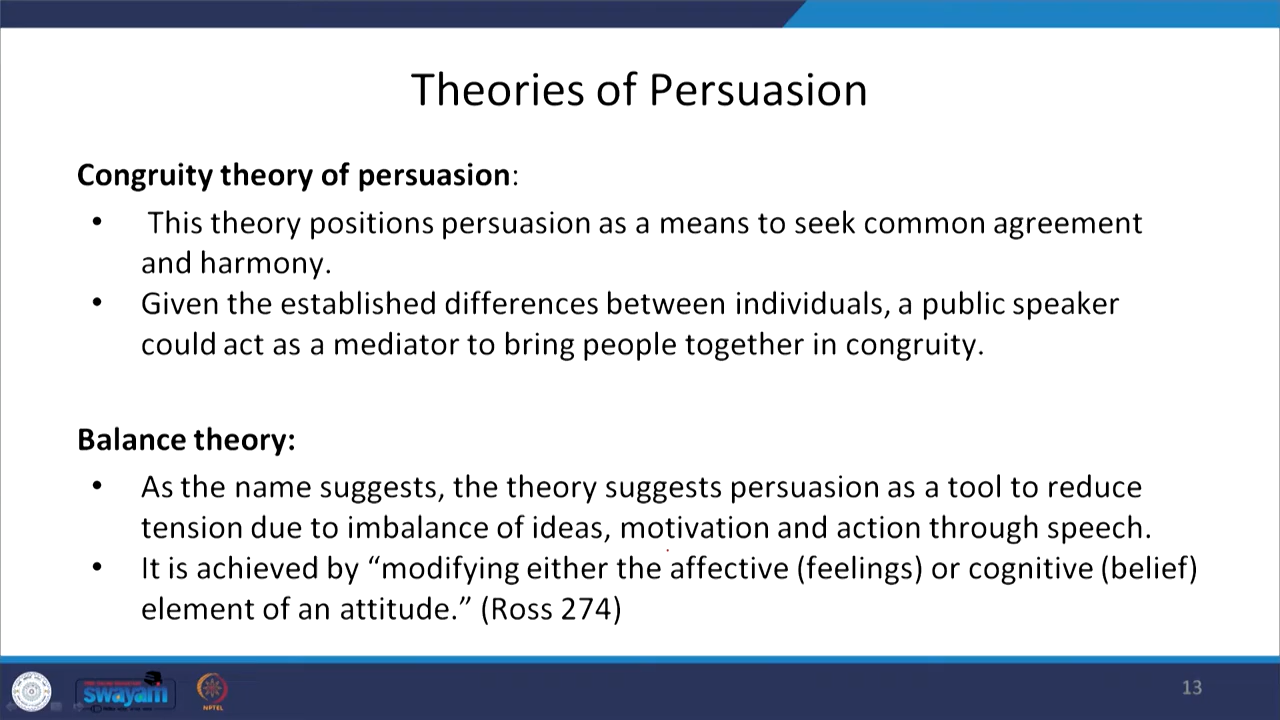 Theories of Persuasion
Congruity theory of persuasion:
• This theory positions persuasion as a means to seek common agreement
and harmony.
• Given the established differences between individuals, a public speaker
could act as a mediator to bring people together in congruity.
Balance theory:
• As the name suggests, the theory suggests persuasion as a tool to reduce
tension due to imbalance of ideas, motivation and action through speech.
• It is achieved by “modifying either the affective (feelings) or cognitive (belief)
element of an attitude.” (Ross 274)
swayam
NPTEL
13